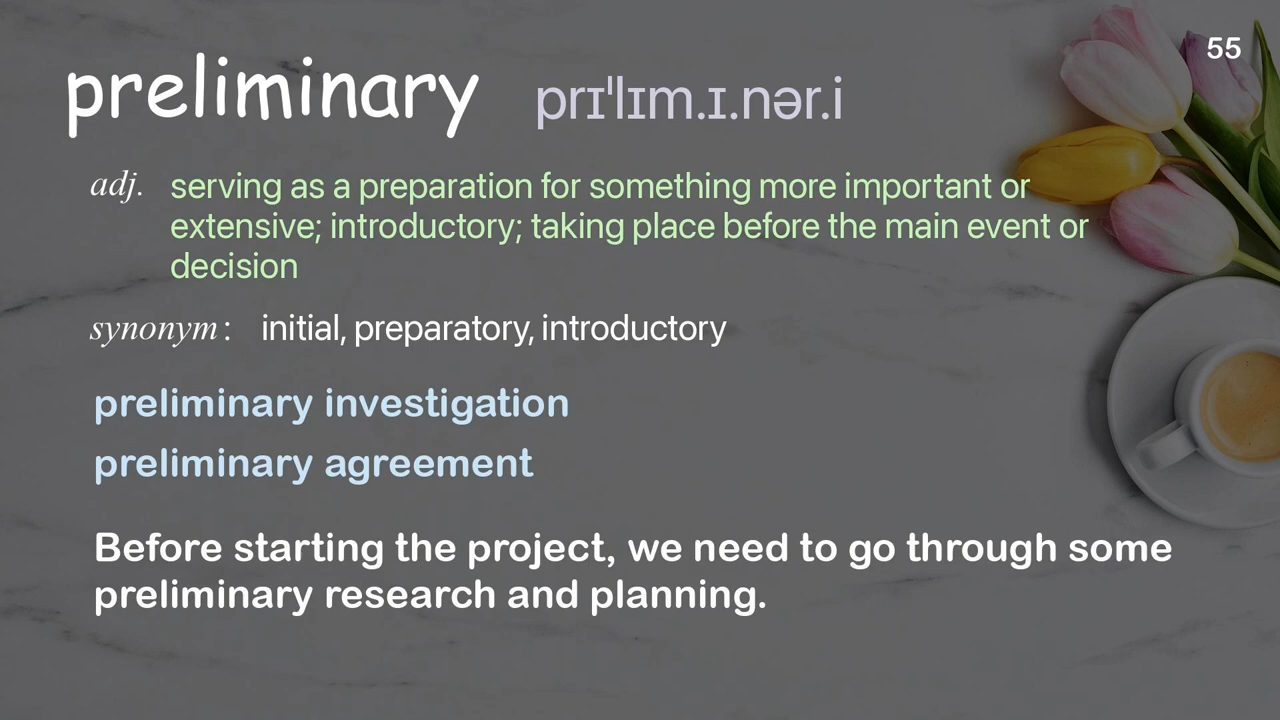 55
preliminary prɪˈlɪm.ɪ.nər.i
adj. serving as a preparation for something more important or
extensive; introductory; taking place before the main event or
decision
synonym: initial, preparatory, introductory
preliminary investigation
preliminary agreement
Before starting the project, we need to go through some
preliminary research and planning.